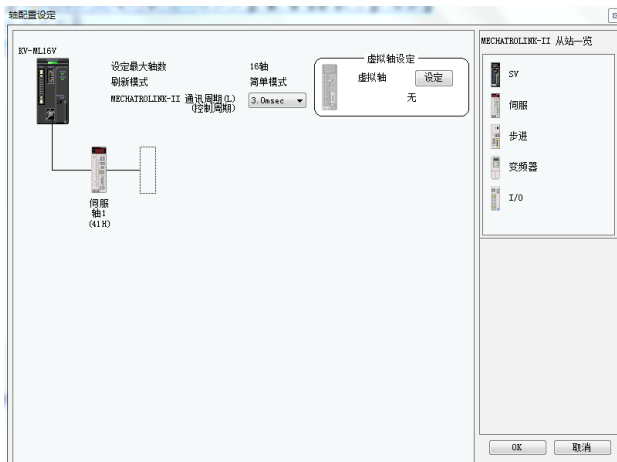 轴配置设定
KV-ML16V
设定最大轴数 16轴
刷新模式 简单模式
MECHATROLINK-II 通讯周期(L) 3.0msec
(控制周期)
虚拟轴设定
虚拟轴 设定
无
伺服
轴1
(41H)
MECHATROLINK-II 从站一览
SV
伺服
步进
变频器
I/O
OK 取消